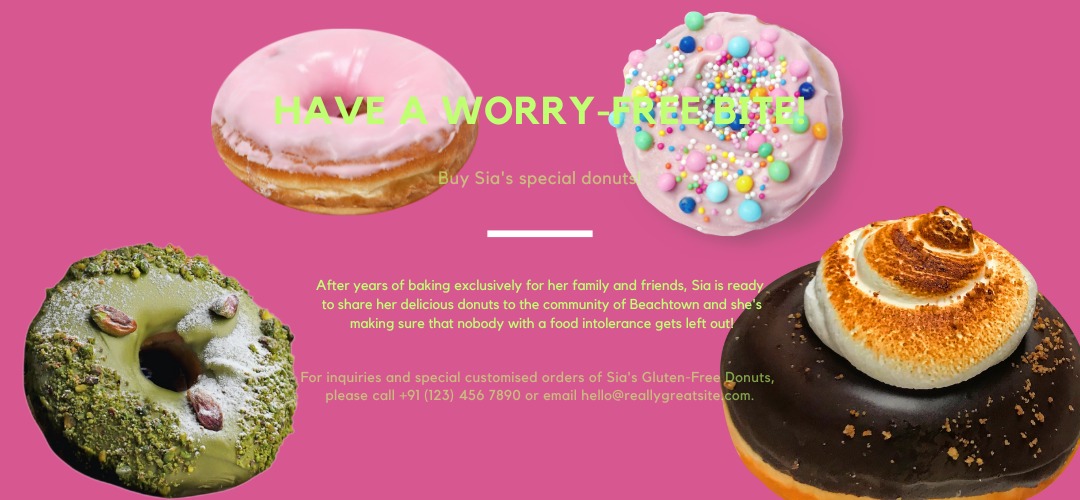 HAVE A WORRY-FREE BITE!
Buy Sia's special donuts!
After years of baking exclusively for her family and friends, Sia is ready
to share her delicious donuts to the community of Beachtown and she's
making sure that nobody with a food intolerance gets left out!
For inquiries and special customised orders of Sia's Gluten-Free Donuts,
please call +91 (123) 456 7890 or email hello@reallygreatsite.com.